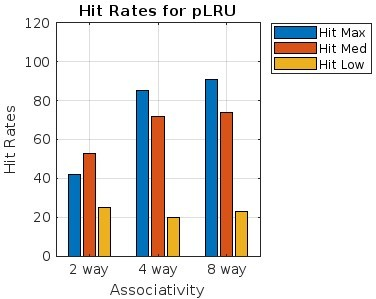 Hit Rates for pLRU
Hit Max
Hit Med
Hit Low
Hit Rates
120
100
80
60
40
20
0
2 way
4 way
8 way
Associativity